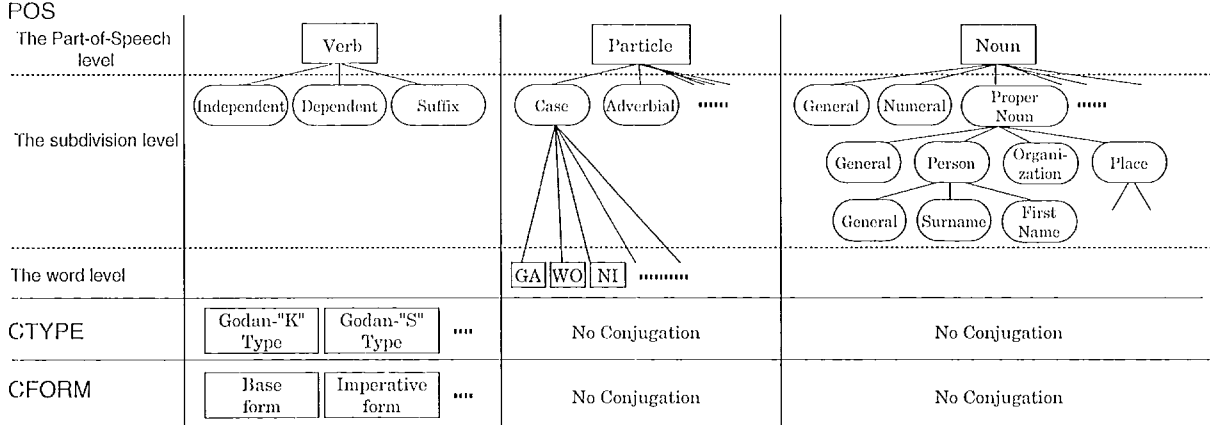 POS
The Part-of-Speech
level
Verb
Particle
Noun
The subdivision level
Independent
Dependent
Suffix
Case
Adverbial
General
Numeral
Proper
Noun
General
Person
Organi-
zation
Place
General
Surname
First
Name
The word level
GA
WO
NI
CTYPE
Godan-"K"
Type
Godan-"S"
Type
No Conjugation
No Conjugation
CFORM
Base
form
Imperative
form
No Conjugation
No Conjugation